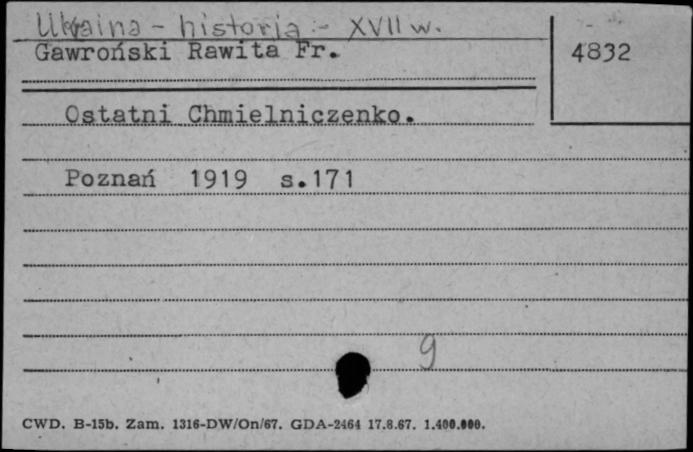 Ukraina - historja - XVII w.
Gawroński Rawita Fr.
4832
Ostatni Chmielniczenko.
Poznań 1919 s.171
9
CWD. B-15b. Zam. 1316-DW/On/67. GDA-2464 17.8.67. 1.400.000.